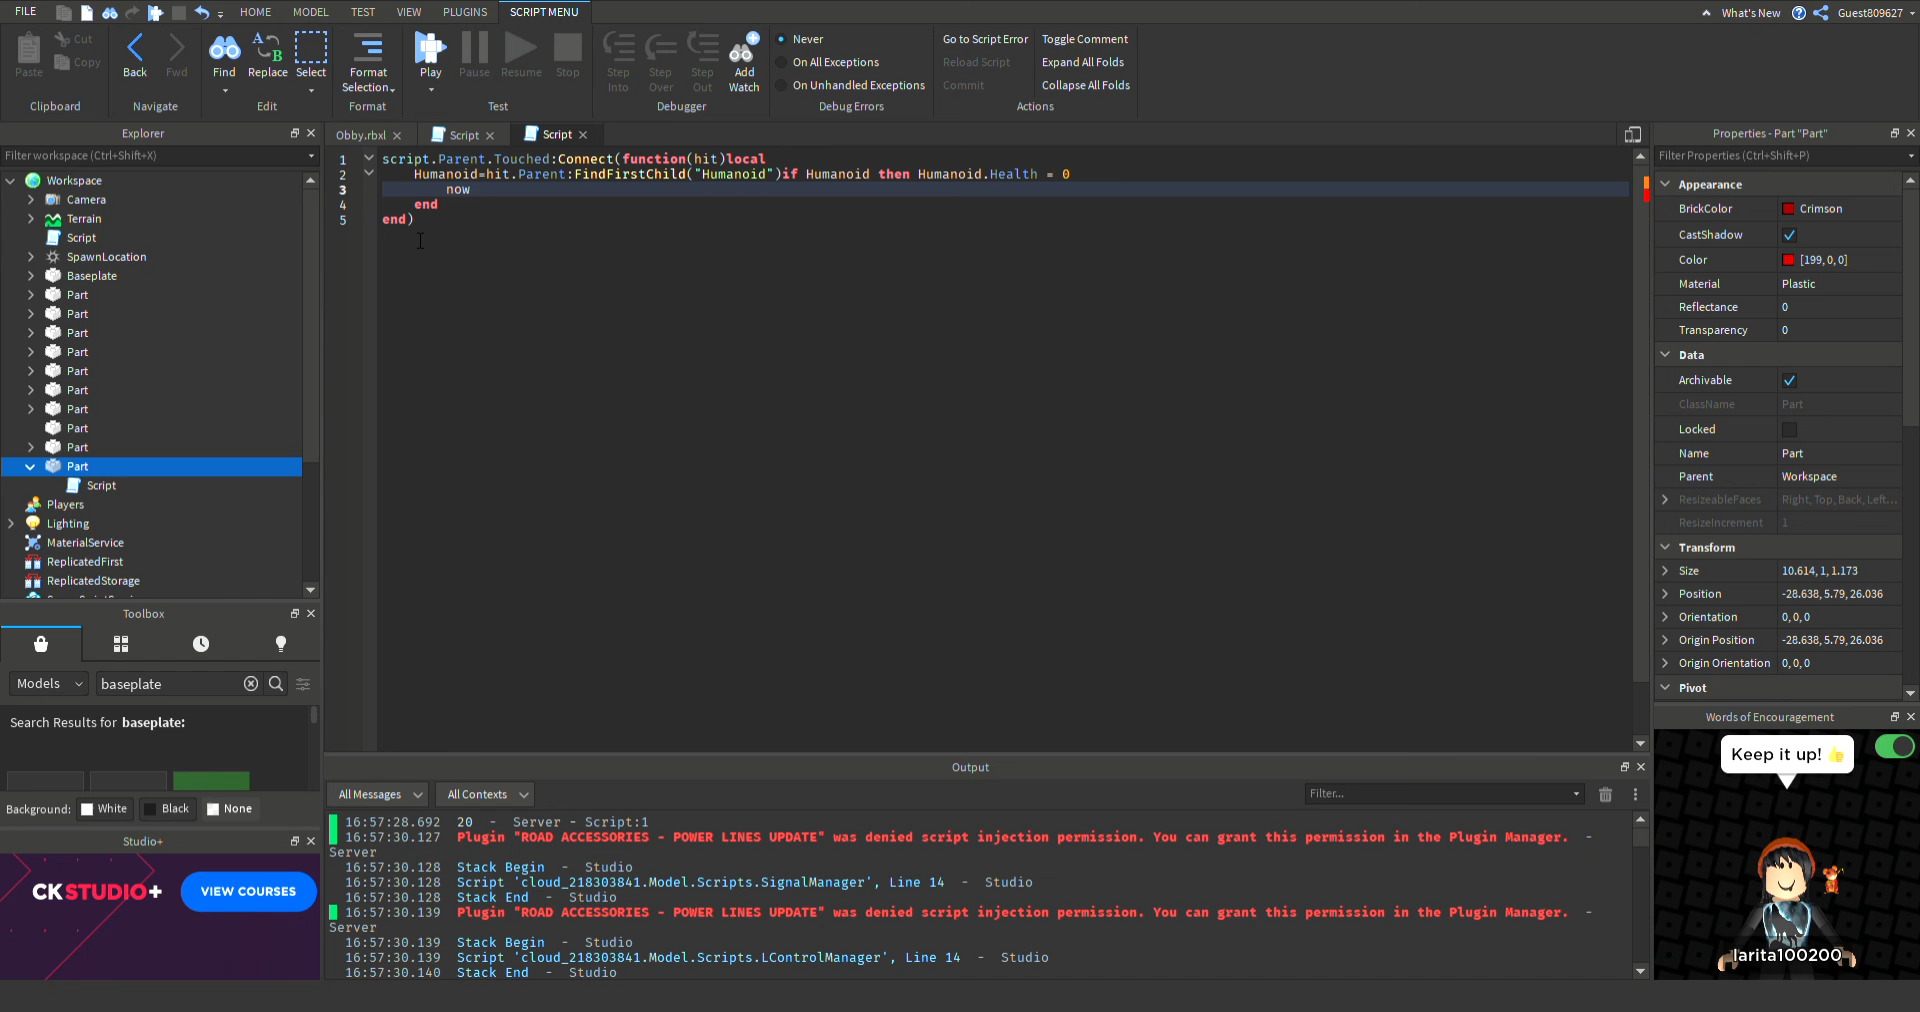 FILE HOME MODEL TEST VIEW PLUGINS SCRIPT MENU What's New Guest809627
Paste Cut Copy Back Fwd Find Replace Select Format Selection Play Pause Resume Stop Step Into Step Over Step Out Add Watch
Never Go to Script Error Toggle Comment
On All Exceptions Reload Script Expand All Folds
On Unhandled Exceptions Commit Collapse All Folds
Clipboard Navigate Edit Format Test Debugger Debug Errors Actions
Explorer
Filter workspace (Ctrl+Shift+X)
Workspace
Camera
Terrain
Script
SpawnLocation
Baseplate
Part
Part
Part
Part
Part
Part
Part
Part
Part
Part
Script
Players
Lighting
MaterialService
ReplicatedFirst
ReplicatedStorage
Toolbox
Models baseplate
Search Results for baseplate:
Background: White Black None
Studio+
CKSTUDIO+ VIEW COURSES
Obby.rbxl Script Script
1 script.Parent.Touched:Connect(function(hit)local
2 Humanoid=hit.Parent:FindFirstChild("Humanoid")if Humanoid then Humanoid.Health = 0
3 now
4 end
5 end)
Output
All Messages All Contexts Filter...
16:57:28.692 20 - Server - Script:1
16:57:30.127 Plugin "ROAD ACCESSORIES - POWER LINES UPDATE" was denied script injection permission. You can grant this permission in the Plugin Manager. -
Server
16:57:30.128 Stack Begin - Studio
16:57:30.128 Script 'cloud_218303841.Model.Scripts.SignalManager', Line 14 - Studio
16:57:30.128 Stack End - Studio
16:57:30.139 Plugin "ROAD ACCESSORIES - POWER LINES UPDATE" was denied script injection permission. You can grant this permission in the Plugin Manager. -
Server
16:57:30.139 Stack Begin - Studio
16:57:30.139 Script 'cloud_218303841.Model.Scripts.LControlManager', Line 14 - Studio
16:57:30.140 Stack End - Studio
Properties - Part "Part"
Filter Properties (Ctrl+Shift+P)
Appearance
BrickColor Crimson
CastShadow
Color [199, 0, 0]
Material Plastic
Reflectance 0
Transparency 0
Data
Archivable
ClassName Part
Locked
Name Part
Parent Workspace
ResizeableFaces Right, Top, Back, Left...
ResizeIncrement 1
Transform
Size 10.614, 1, 1.173
Position -28.638, 5.79, 26.036
Orientation 0, 0, 0
Origin Position -28.638, 5.79, 26.036
Origin Orientation 0, 0, 0
Pivot
Words of Encouragement
Keep it up! 👍
larita100200